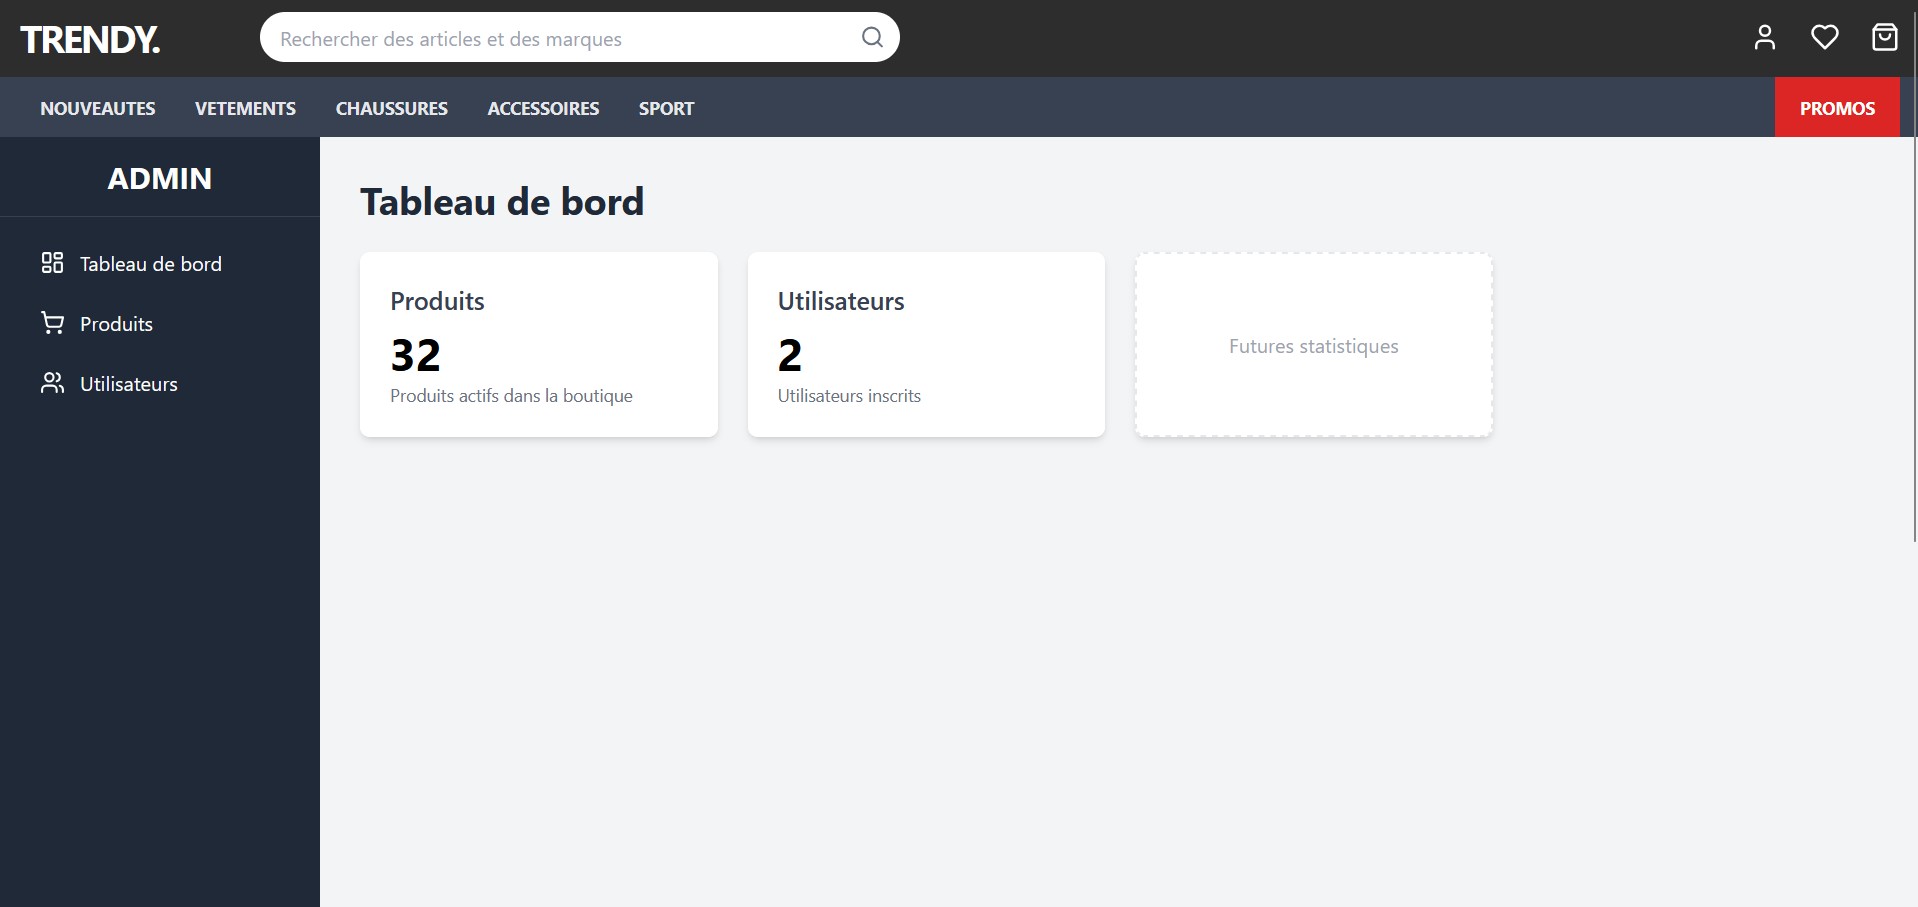 TRENDY.
Rechercher des articles et des marques
NOUVEAUTES
VETEMENTS
CHAUSSURES
ACCESSOIRES
SPORT
PROMOS
ADMIN
Tableau de bord
Produits
Utilisateurs
Tableau de bord
Produits
32
Produits actifs dans la boutique
Utilisateurs
2
Utilisateurs inscrits
Futures statistiques